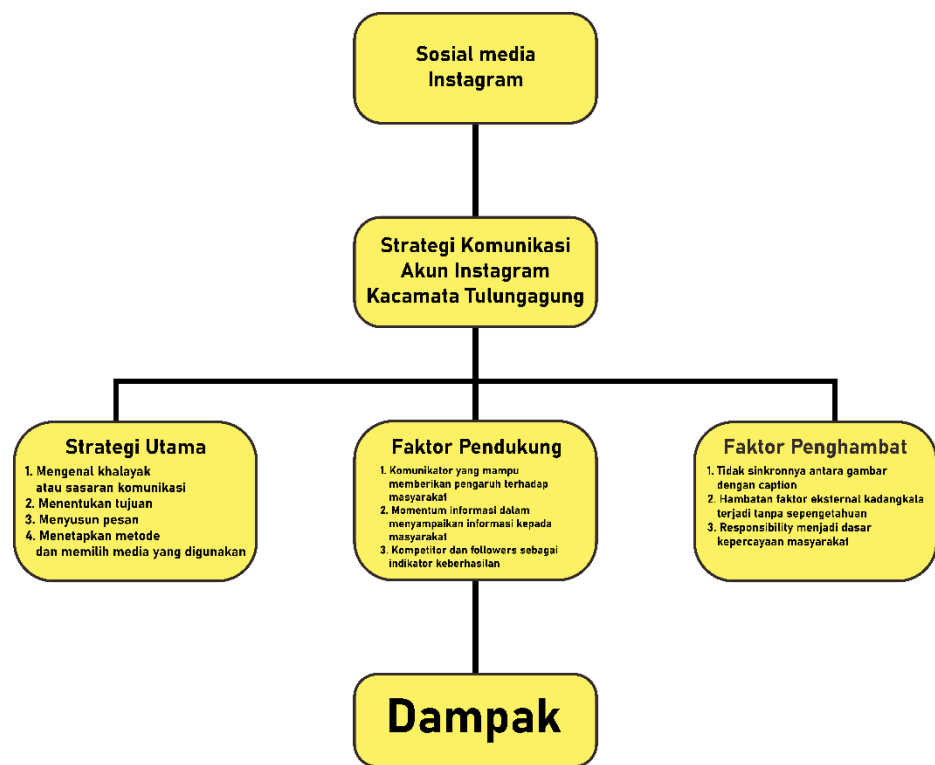 Sosial media
Instagram
Strategi Komunikasi
Akun Instagram
Kacamata Tulungagung
Strategi Utama
1. Mengenal khalayak
atau sasaran komunikasi
2. Menentukan tujuan
3. Menyusun pesan
4. Menetapkan metode
dan memilih media yang digunakan
Faktor Pendukung
1. Komunikator yang mampu
memberikan pengaruh terhadap
masyarakat
2. Momentum informasi dalam
menyampaikan informasi kepada
masyarakat
3. Kompetitor dan followers sebagai
indikator keberhasilan
Faktor Penghambat
1. Tidak sinkronnya antara gambar
dengan caption
2. Hambatan faktor eksternal kadangkala
terjadi tanpa sepengetahuan
3. Responsibility menjadi dasar
kepercayaan masyarakat
Dampak